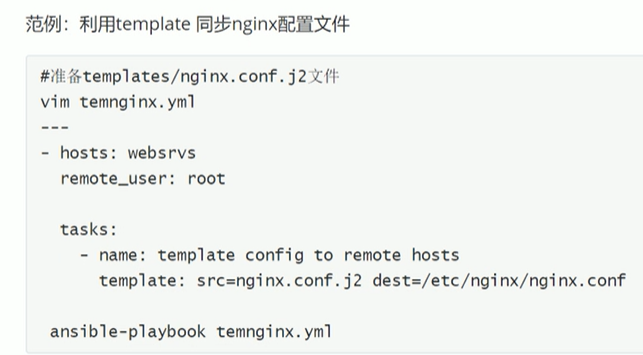 范例：利用template 同步nginx配置文件
#准备templates/nginx.conf.j2文件
vim temnginx.yml
---
- hosts: websrvs
  remote_user: root

  tasks:
    - name: template config to remote hosts
      template: src=nginx.conf.j2 dest=/etc/nginx/nginx.conf

 ansible-playbook temnginx.yml